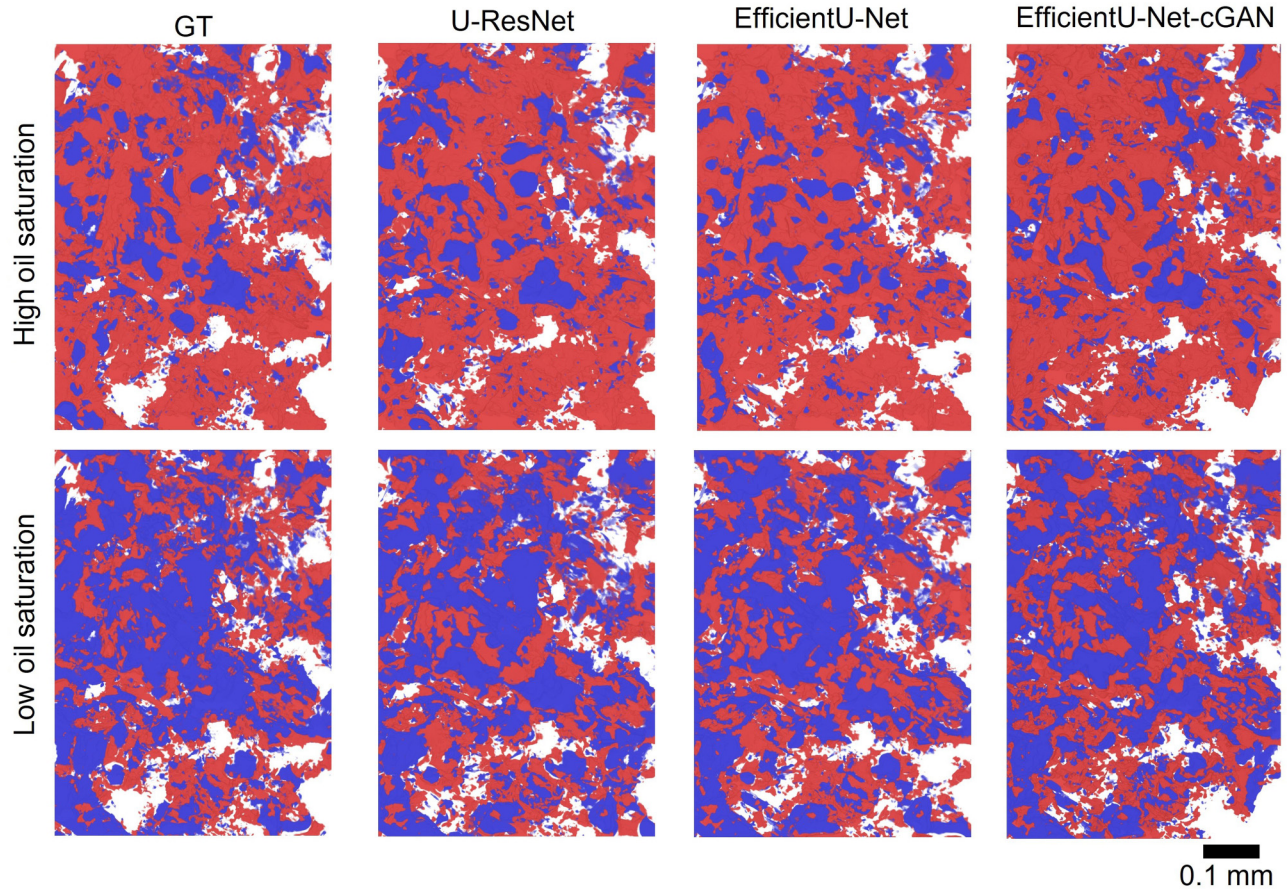 GT
U-ResNet
EfficientU-Net
EfficientU-Net-cGAN
High oil saturation
Low oil saturation
0.1 mm